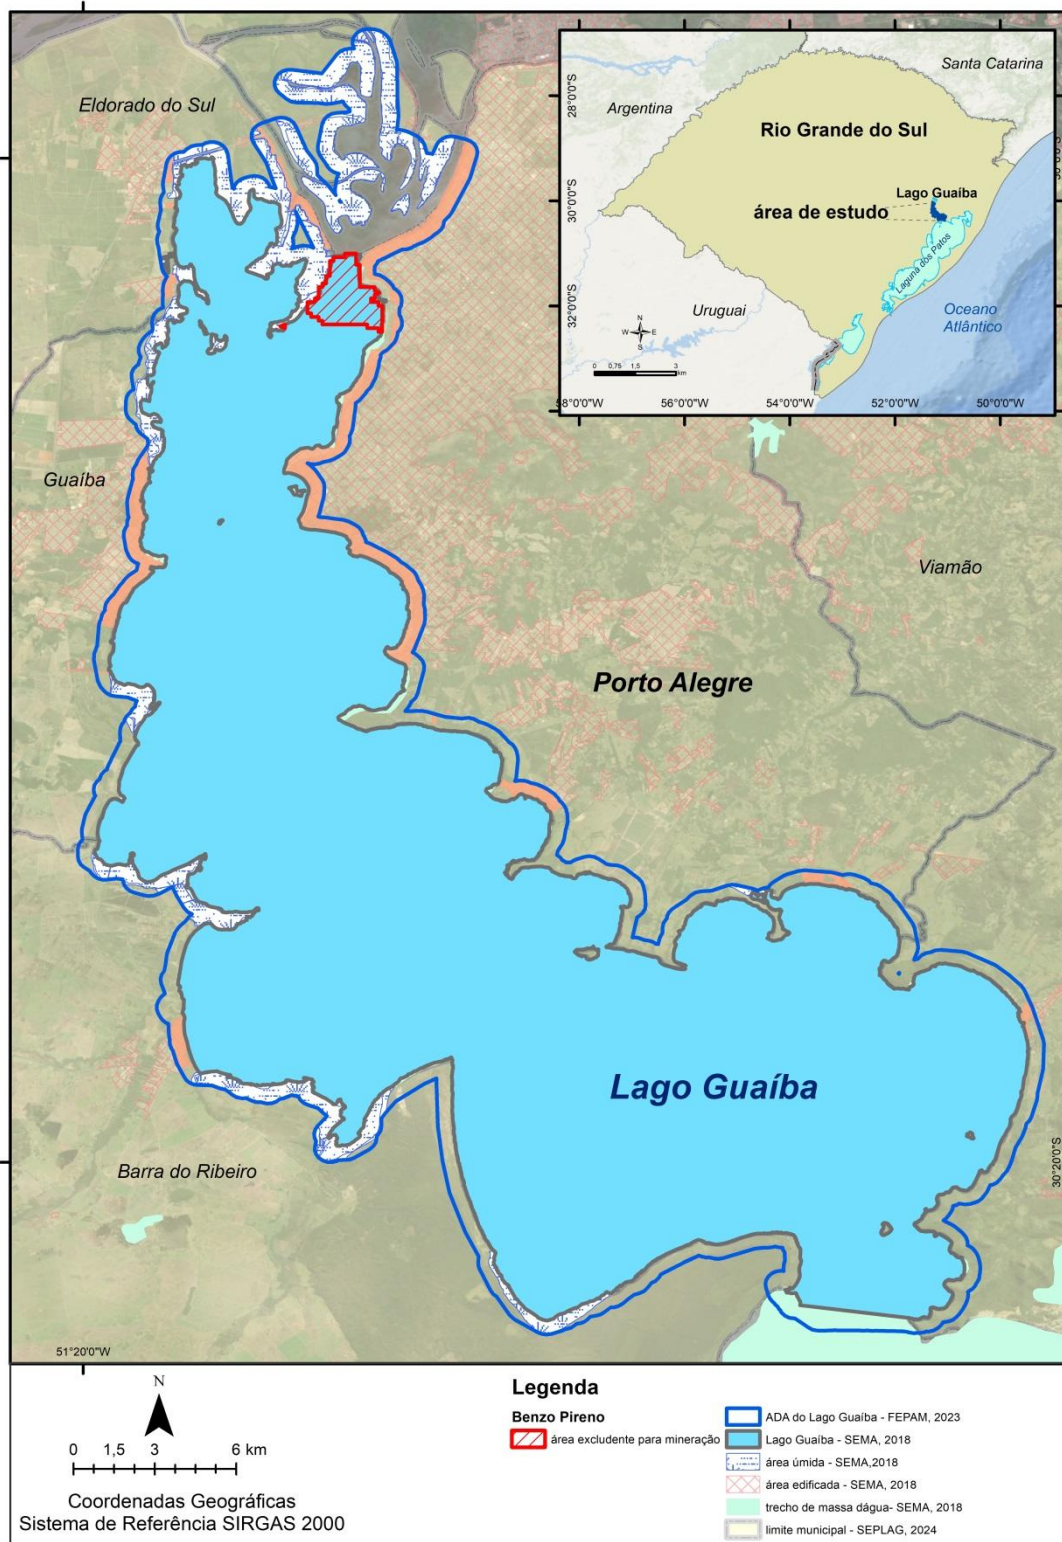 Eldorado do Sul
Guaíba
Viamão
Porto Alegre
Lago Guaíba
Barra do Ribeiro
30°20'0"S
51°20'0"W
Santa Catarina
Argentina
Rio Grande do Sul
Lago Guaíba
área de estudo
Laguna dos Patos
Uruguai
Oceano
Atlântico
N
W E
S
0 0,75 1,5 3
km
28°0'0"S
30°0'0"S
32°0'0"S
58°0'0"W 56°0'0"W 54°0'0"W 52°0'0"W 50°0'0"W
N
0 1,5 3 6 km
Coordenadas Geográficas
Sistema de Referência SIRGAS 2000
Legenda
Benzo Pireno
área excludente para mineração
ADA do Lago Guaíba - FEPAM, 2023
Lago Guaíba - SEMA, 2018
área úmida - SEMA,2018
área edificada - SEMA, 2018
trecho de massa dágua- SEMA, 2018
limite municipal - SEPLAG, 2024